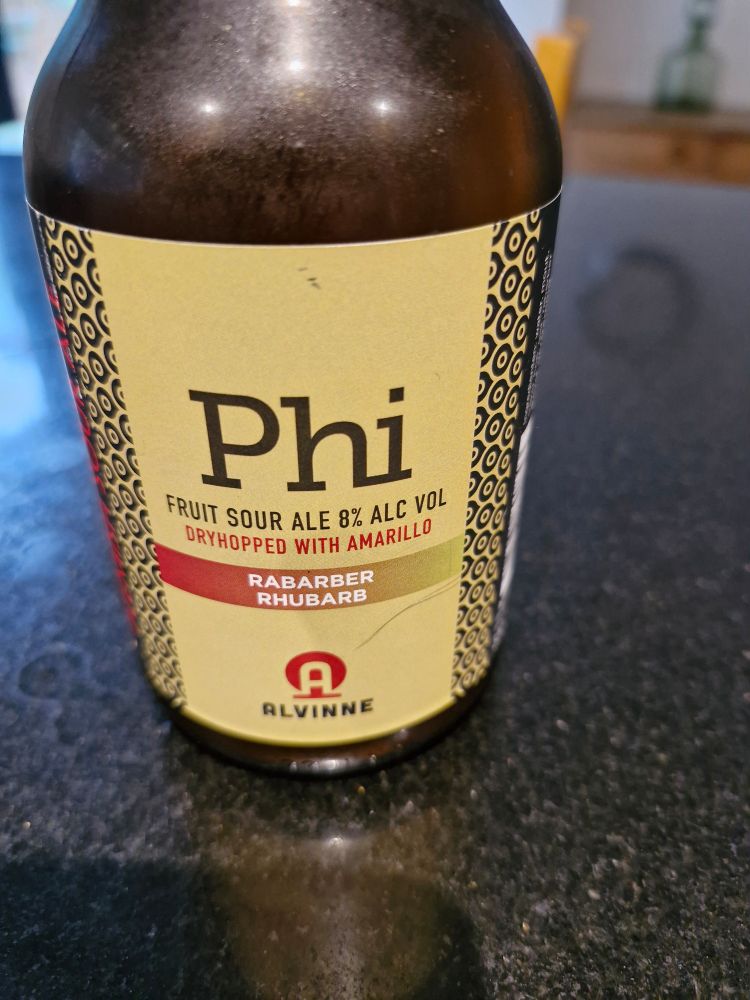 Phi
FRUIT SOUR ALE 8% ALC VOL
DRYHOPPED WITH AMARILLO
RABARBER
RHUBARB
A
ALVINNE